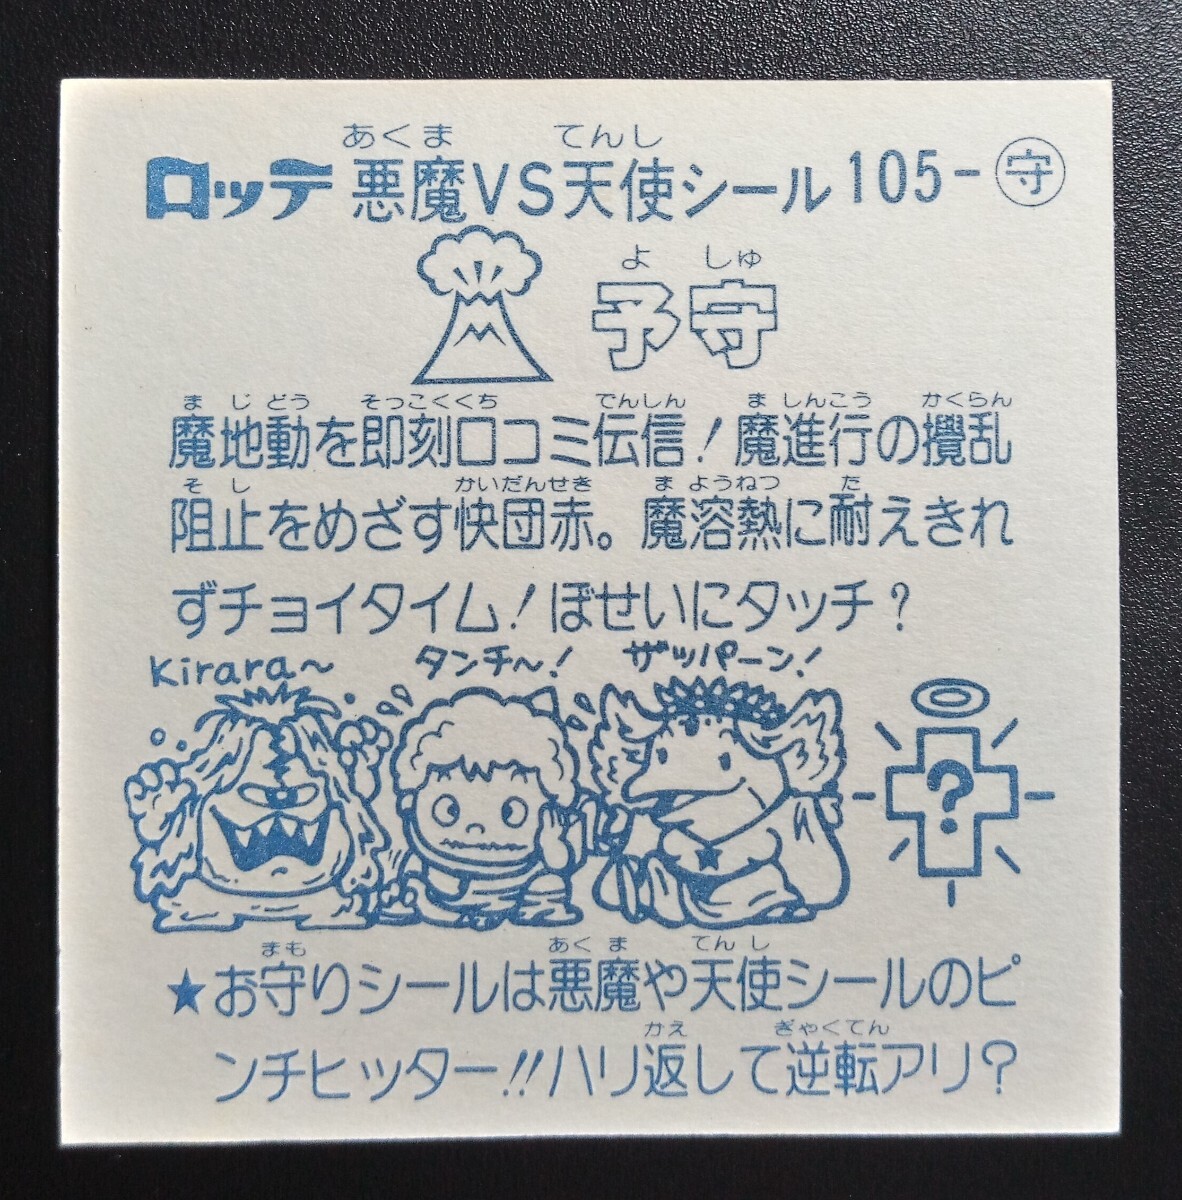 あくま てんし
ロッテ 悪魔VS天使シール 105-守
よ しゅ
予守
ま じ どう そっこくくち でんしん ま しんこう かくらん
魔地動を即刻口コミ伝信!魔進行の攪乱
そ し かいだんせき ま ようねつ た
阻止をめざす快団赤。魔溶熱に耐えきれ
ずチョイタイム!ぼせいにタッチ?
Kirara～ タンチ～! ザッパーン!
?
まも あく ま てん し
★お守りシールは悪魔や天使シールのピ
かえ ぎゃくてん
ンチヒッター!!ハリ返して逆転アリ?